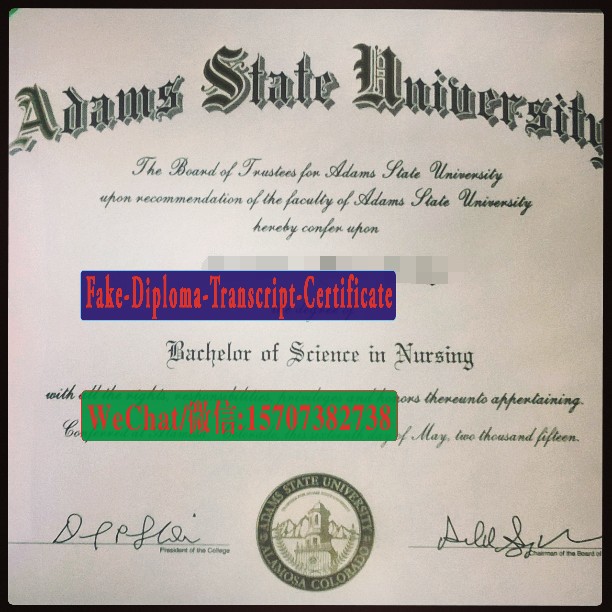 Adams State University
The Board of Trustees for Adams State University
upon recommendation of the faculty of Adams State University
hereby confer upon
Fake-Diploma-Transcript-Certificate
Bachelor of Science in Nursing
with all the rights, thereunto appertaining.
WeChat/微信:15707382738
of May, two thousand fifteen.
ADAMS STATE UNIVERSITY
ALAMOSA COLORADO
President of the College
Chairman of the Board of